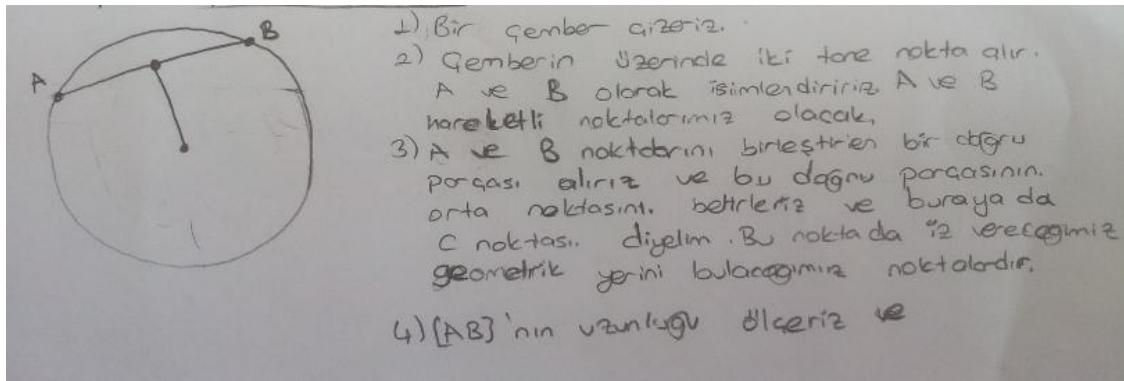 A
B
1) Bir çember çizeriz.
2) Çemberin üzerinde iki tane nokta alır.
A ve B olarak isimlendiririz. A ve B
hareketli noktalarımız olacak,
3) A ve B noktalarını birleştiren bir doğru
parçası alırız ve bu doğru parçasının.
orta noktasını. belirleriz ve buraya da
C noktası.. diyelim. Bu noktada iz vereceğimiz
geometrik yerini bulacağımız noktalardır.
4) [AB]'nın uzunluğu ölçeriz ve